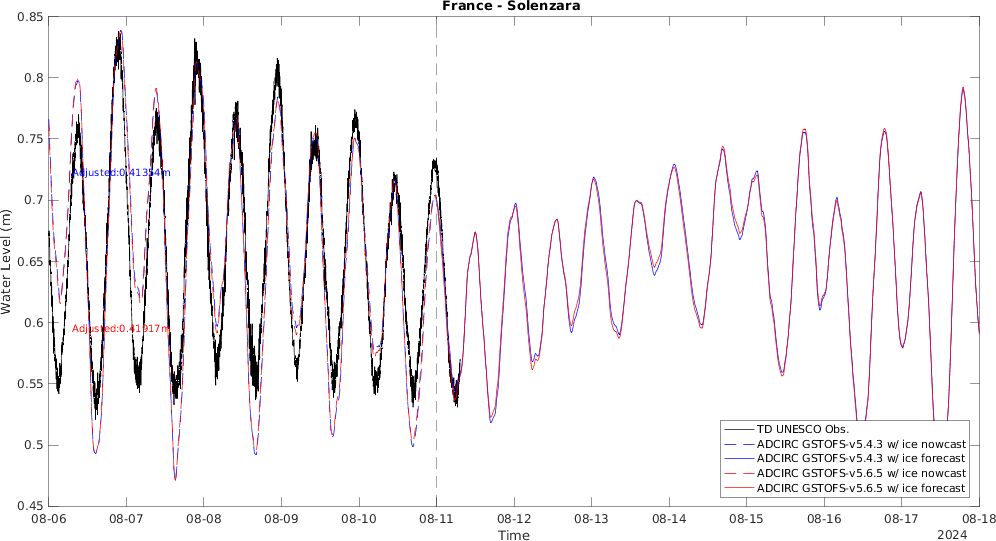 France - Solenzara
0.85
0.8
0.75
0.7
0.65
0.6
0.55
0.5
0.45
Water Level (m)
Adjusted:0.41354m
Adjusted:0.41917m
TD UNESCO Obs.
ADCIRC GSTOFS-v5.4.3 w/ ice nowcast
ADCIRC GSTOFS-v5.4.3 w/ ice forecast
ADCIRC GSTOFS-v5.6.5 w/ ice nowcast
ADCIRC GSTOFS-v5.6.5 w/ ice forecast
08-06 08-07 08-08 08-09 08-10 08-11 08-12 08-13 08-14 08-15 08-16 08-17 08-18
Time
2024